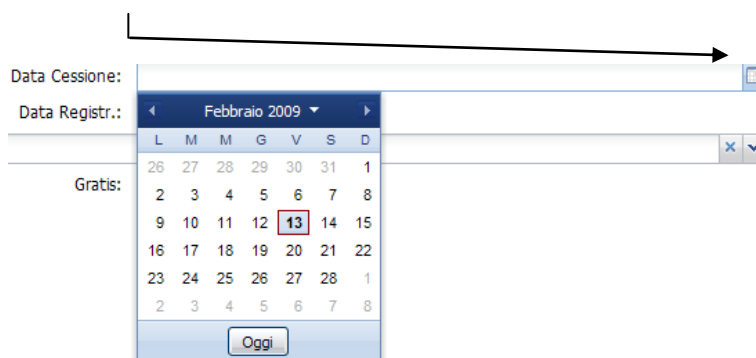 Data Cessione:
Data Registr.:
Febbraio 2009
L M M G V S D
26 27 28 29 30 31 1
2 3 4 5 6 7 8
Gratis:
9 10 11 12 13 14 15
16 17 18 19 20 21 22
23 24 25 26 27 28 1
2 3 4 5 6 7 8
Oggi